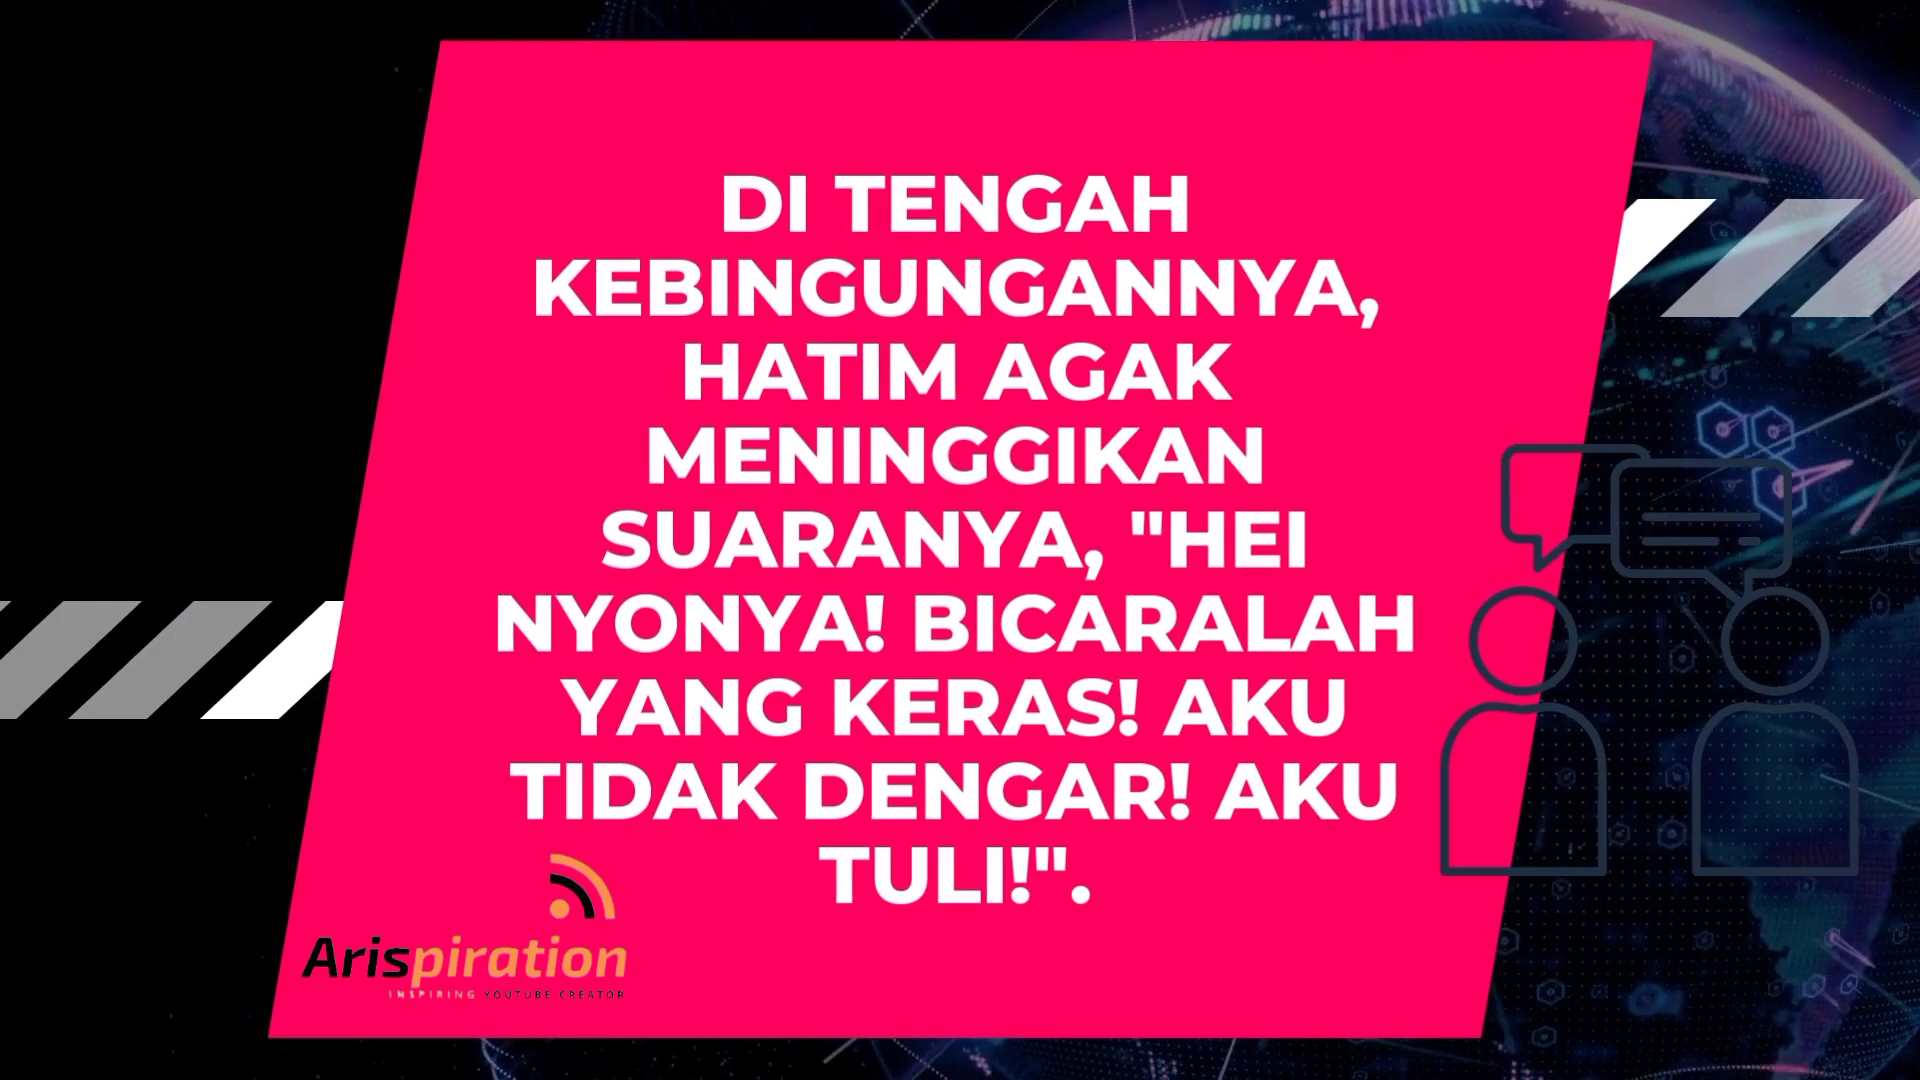 DI TENGAH
KEBINGUNGANNYA,
HATIM AGAK
MENINGGIKAN
SUARANYA, "HEI
NYONYA! BICARALAH
YANG KERAS! AKU
TIDAK DENGAR! AKU
TULI!".
Arispiration
INSPIRING YOUTUBE CREATOR